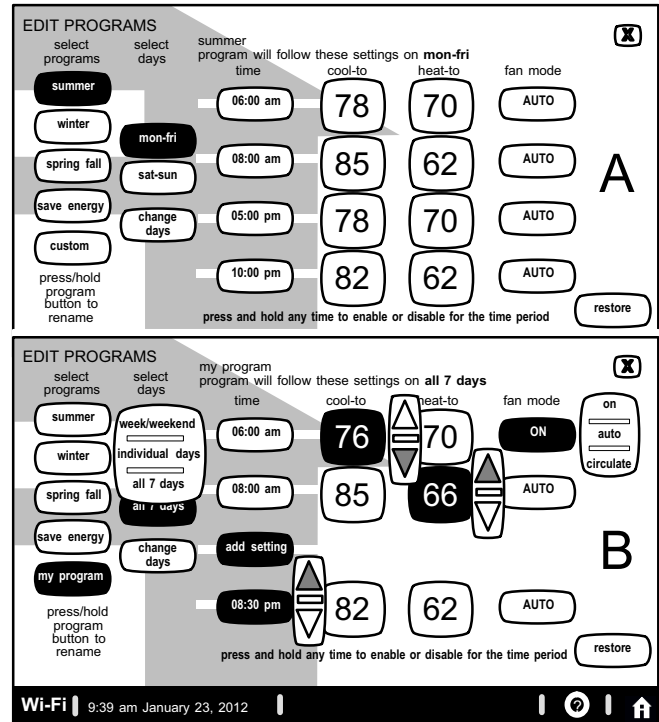 EDIT PROGRAMS
select programs
select days
summer
program will follow these settings on mon-fri
time
cool-to
heat-to
fan mode
X
summer
winter
spring fall
save energy
custom
press/hold
program
button to
rename
mon-fri
sat-sun
change
days
06:00 am 78 70 AUTO
08:00 am 85 62 AUTO
05:00 pm 78 70 AUTO
10:00 pm 82 62 AUTO
A
press and hold any time to enable or disable for the time period
restore
EDIT PROGRAMS
select programs
select days
my program
program will follow these settings on all 7 days
time
cool-to
heat-to
fan mode
X
summer
winter
spring fall
save energy
my program
press/hold
program
button to
rename
week/weekend
individual days
all 7 days
all 7 days
change
days
06:00 am 76 70 ON
on
auto
circulate
08:00 am 85 66 AUTO
add setting
08:30 pm 82 62 AUTO
B
press and hold any time to enable or disable for the time period
restore
Wi-Fi 9:39 am January 23, 2012 ?